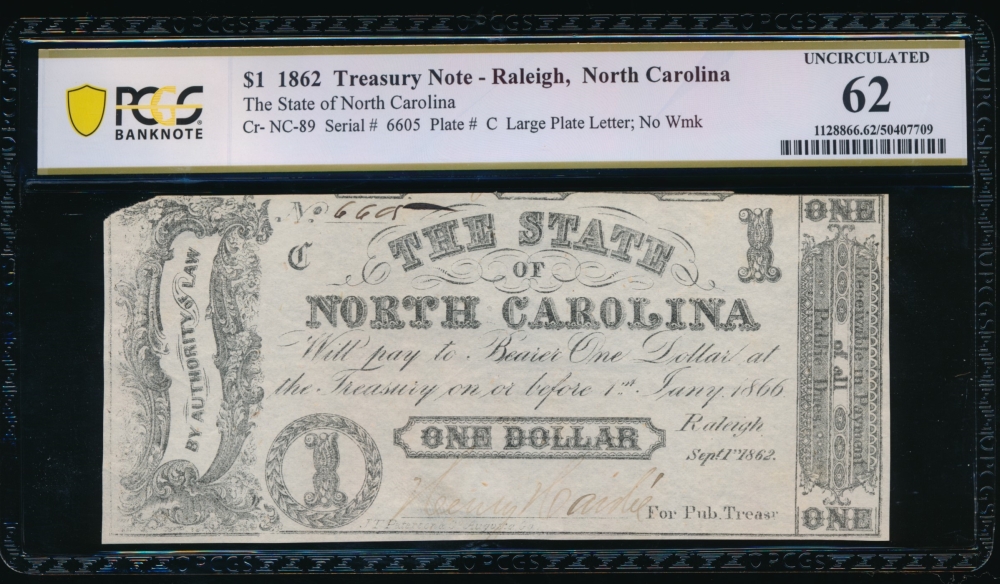 PCGS BANKNOTE
$1 1862 Treasury Note - Raleigh, North Carolina
The State of North Carolina
Cr- NC-89 Serial # 6605 Plate # C Large Plate Letter; No Wmk
UNCIRCULATED
62
1128866.62/50407709
No 6605
C
THE STATE
OF
NORTH CAROLINA
Will pay to Bearer One Dollar at
the Treasury on or before 1st Jany 1866
ONE DOLLAR
Raleigh
Sept. 1st 1862.
For Pub. Treasr
BY AUTHORITY OF LAW
1
1
ONE
Receivable in Payment
of all
Public Dues
ONE